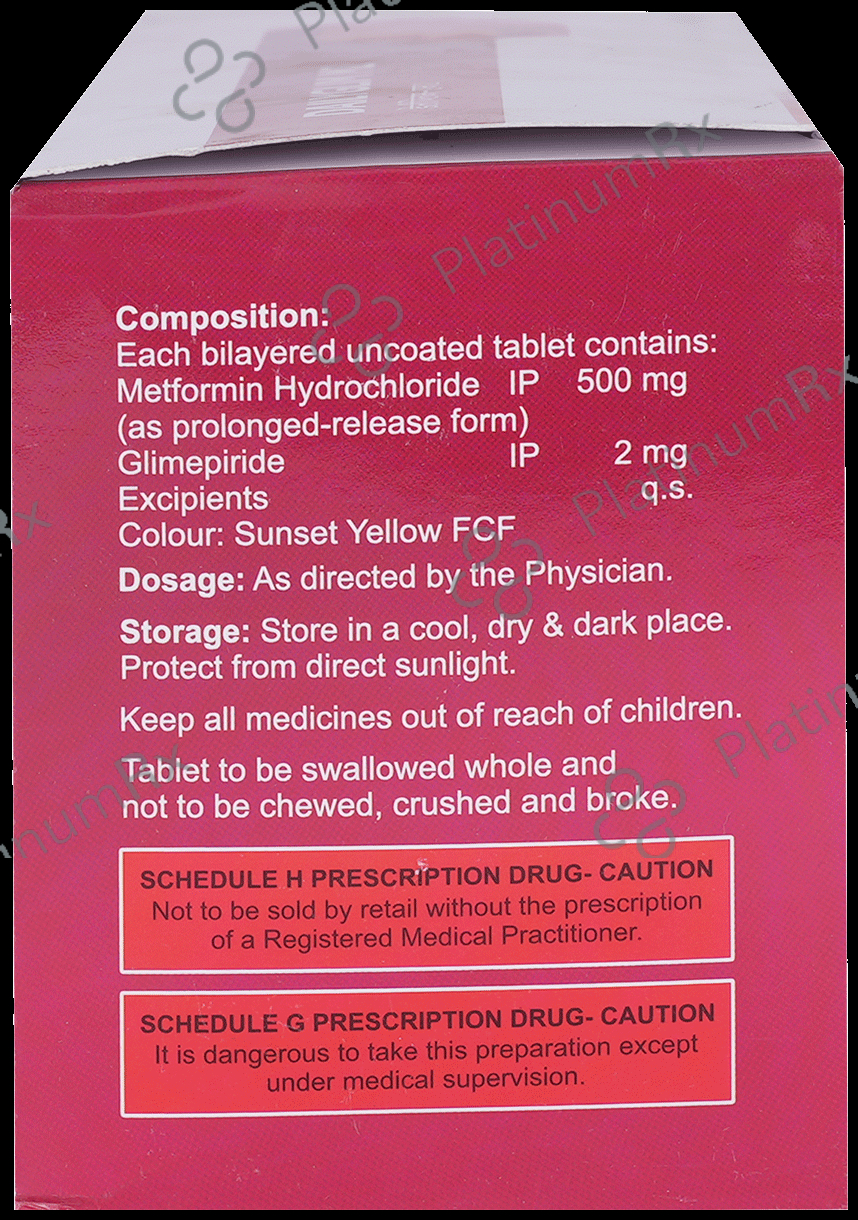 PlatinumRx
Composition:
Each bilayered uncoated tablet contains:
Metformin Hydrochloride IP 500 mg
(as prolonged-release form)
Glimepiride IP 2 mg
Excipients q.s.
Colour: Sunset Yellow FCF
Dosage: As directed by the Physician.
Storage: Store in a cool, dry & dark place.
Protect from direct sunlight.
Keep all medicines out of reach of children.
Tablet to be swallowed whole and
not to be chewed, crushed and broke.
SCHEDULE H PRESCRIPTION DRUG- CAUTION
Not to be sold by retail without the prescription
of a Registered Medical Practitioner.
SCHEDULE G PRESCRIPTION DRUG- CAUTION
It is dangerous to take this preparation except
under medical supervision.